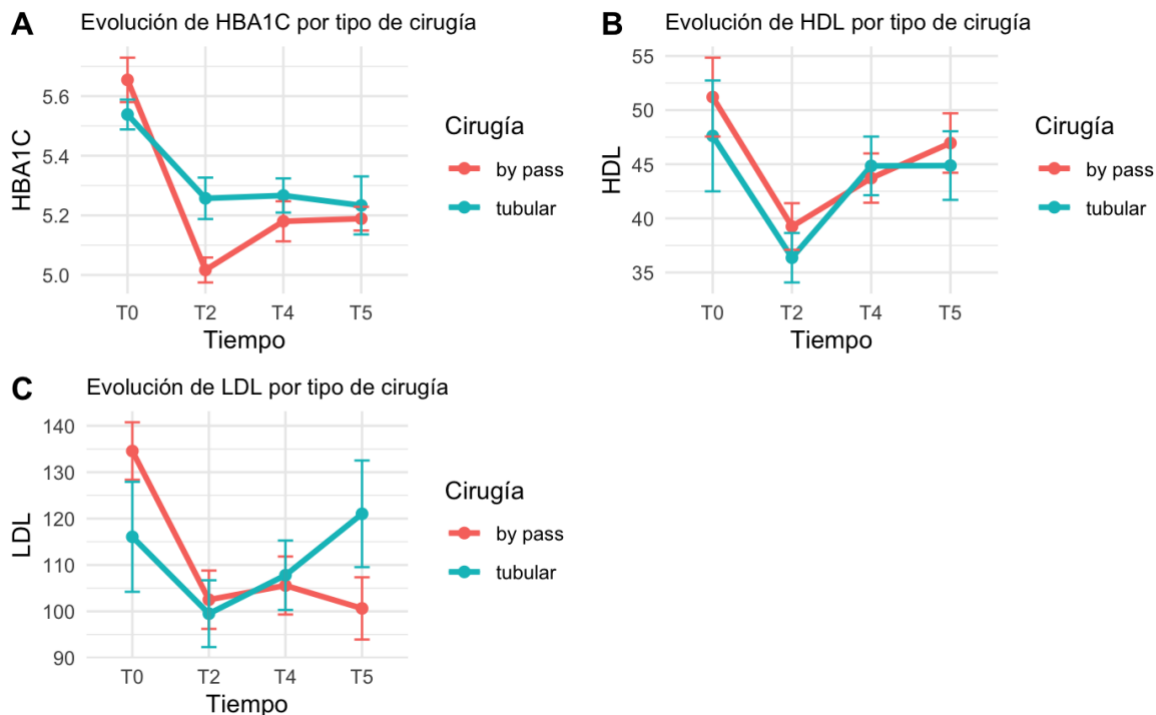 A
Evolución de HBA1C por tipo de cirugía
HBA1C
5.6
5.4
5.2
5.0
T0 T2 T4 T5
Tiempo
Cirugía
by pass
tubular
B
Evolución de HDL por tipo de cirugía
HDL
55
50
45
40
35
T0 T2 T4 T5
Tiempo
Cirugía
by pass
tubular
C
Evolución de LDL por tipo de cirugía
LDL
140
130
120
110
100
90
T0 T2 T4 T5
Tiempo
Cirugía
by pass
tubular